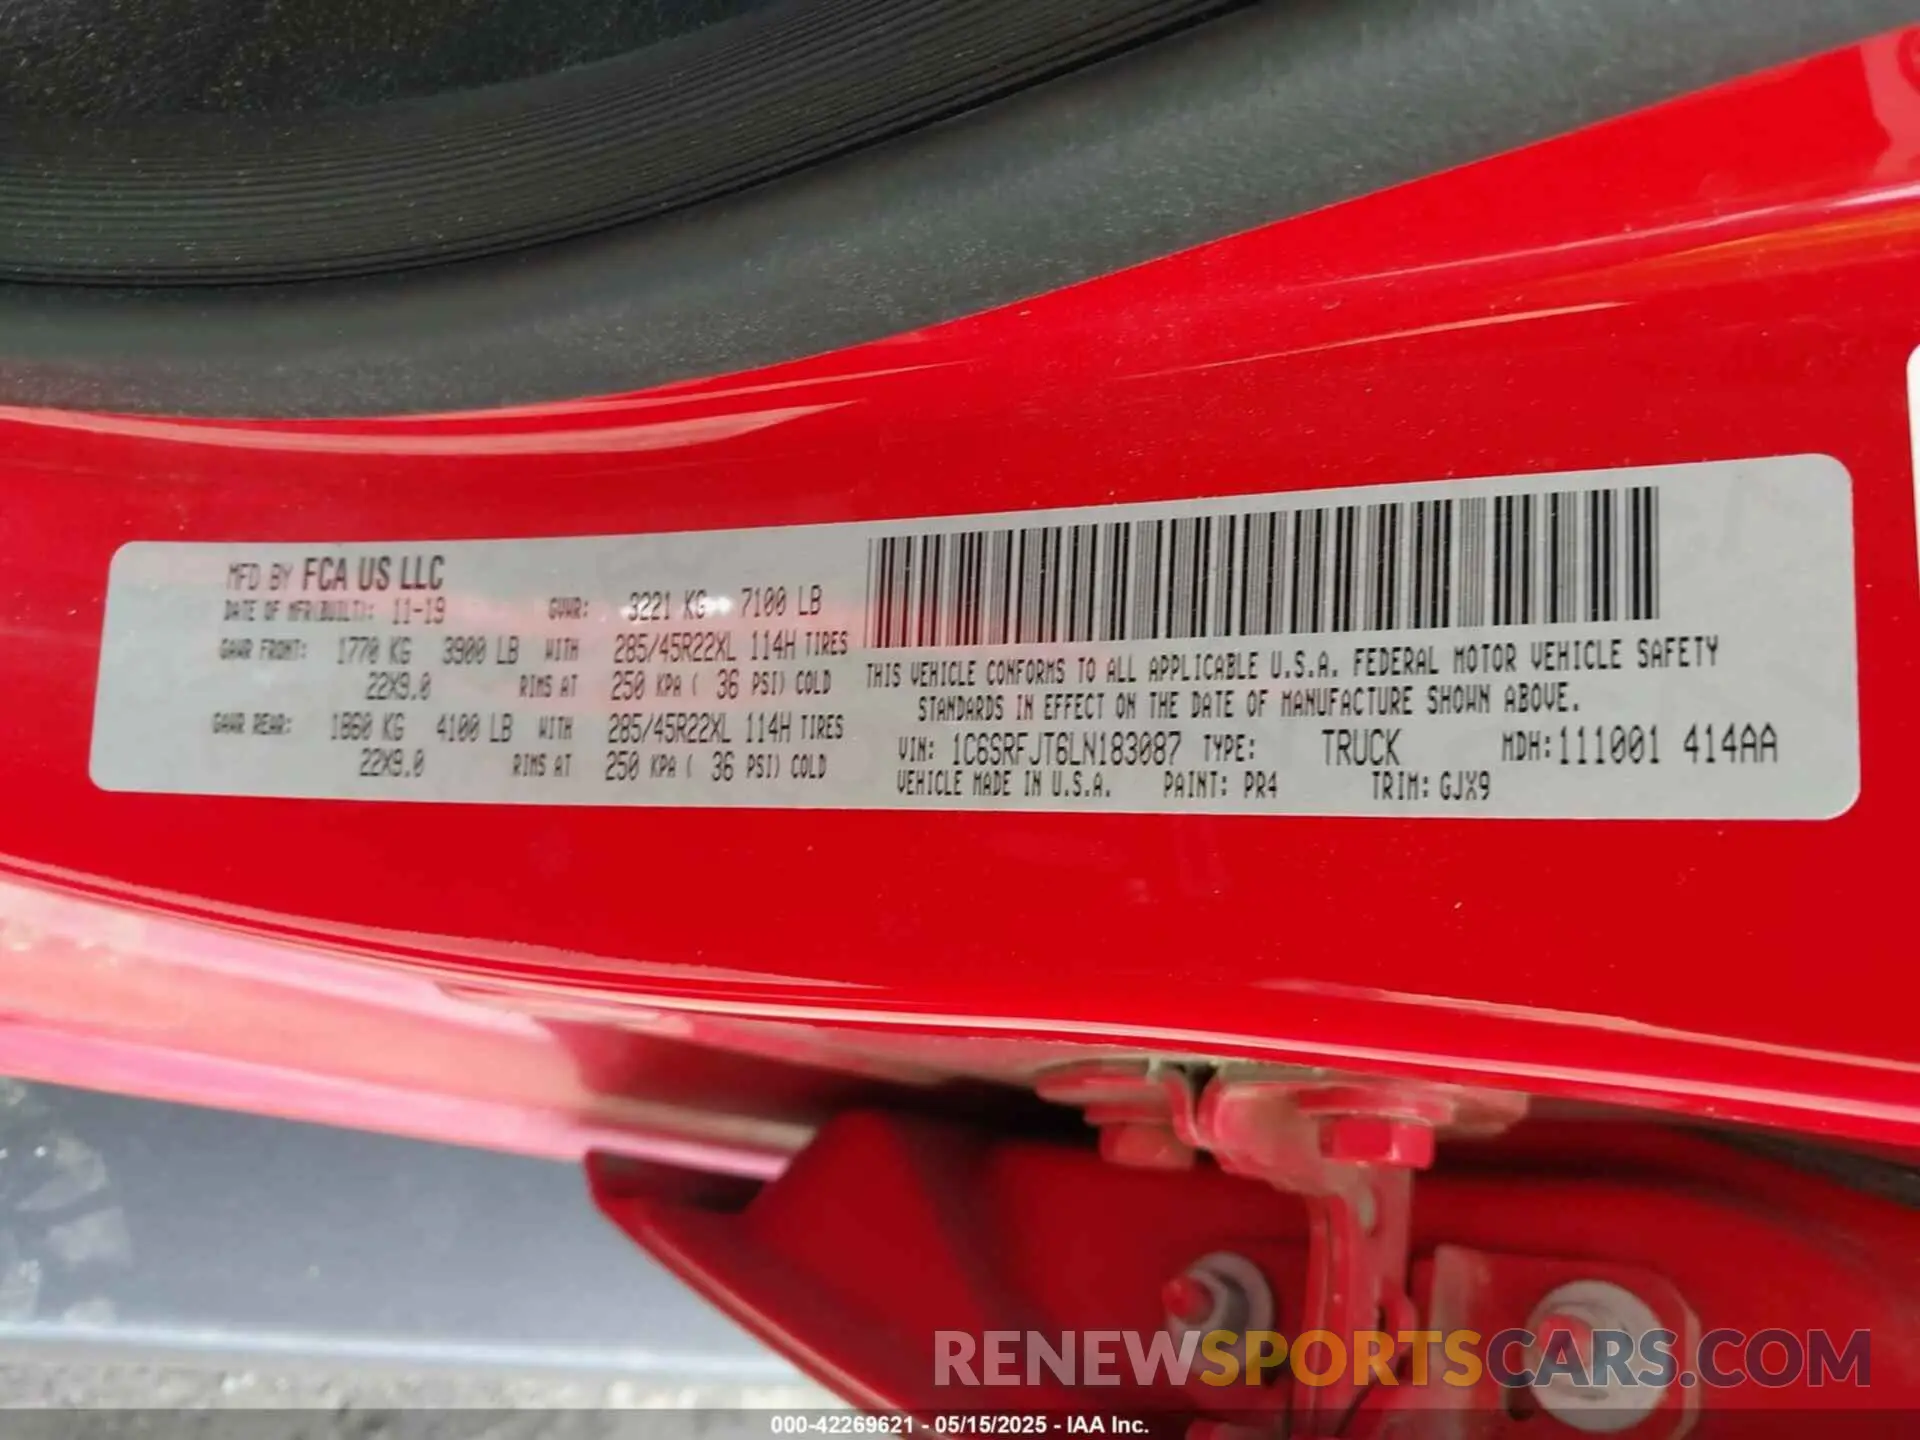 MFD BY FCA US LLC
DATE OF MFR(BUILT): 11-19 GVWR: 3221 KG 7100 LB
GAWR FRONT: 1770 KG 3900 LB WITH 285/45R22XL 114H TIRES
22X9.0 RIMS AT 250 KPA ( 36 PSI) COLD
GAWR REAR: 1860 KG 4100 LB WITH 285/45R22XL 114H TIRES
22X9.0 RIMS AT 250 KPA ( 36 PSI) COLD
THIS VEHICLE CONFORMS TO ALL APPLICABLE U.S.A. FEDERAL MOTOR VEHICLE SAFETY
STANDARDS IN EFFECT ON THE DATE OF MANUFACTURE SHOWN ABOVE.
VIN: 1C6SRFJT6LN183087 TYPE: TRUCK MDH:111001 414AA
VEHICLE MADE IN U.S.A. PAINT: PR4 TRIM: GJX9
RENEWSPORTSCARS.COM
000-42269621 - 05/15/2025 - IAA Inc.